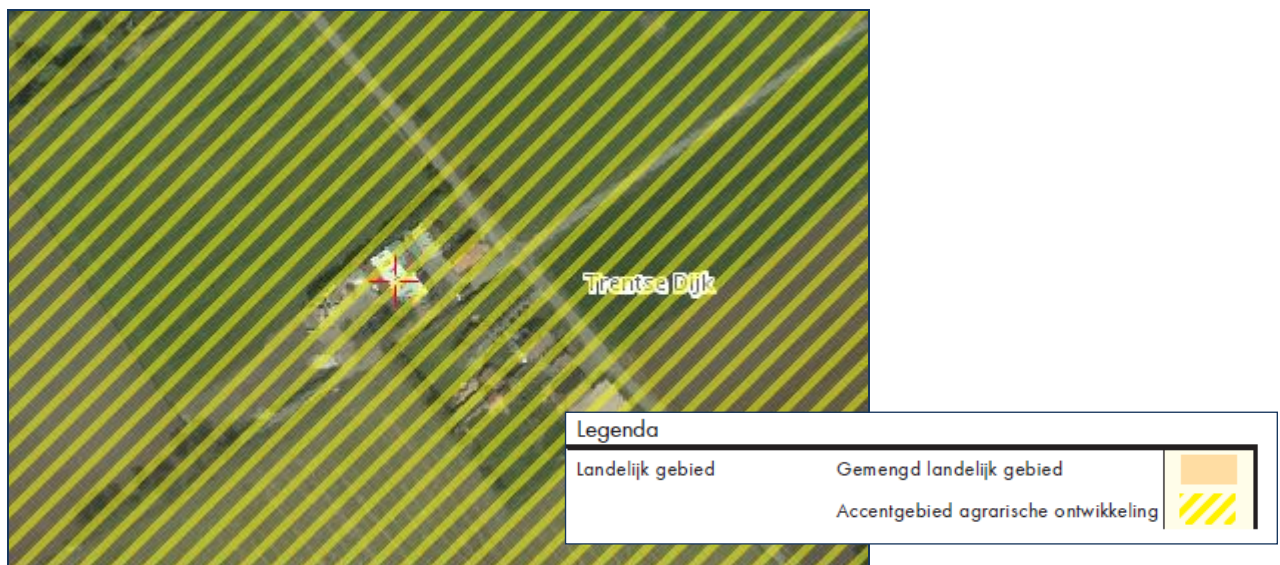 Trentse Dijk
Legenda
Landelijk gebied Gemengd landelijk gebied
Accentgebied agrarische ontwikkeling